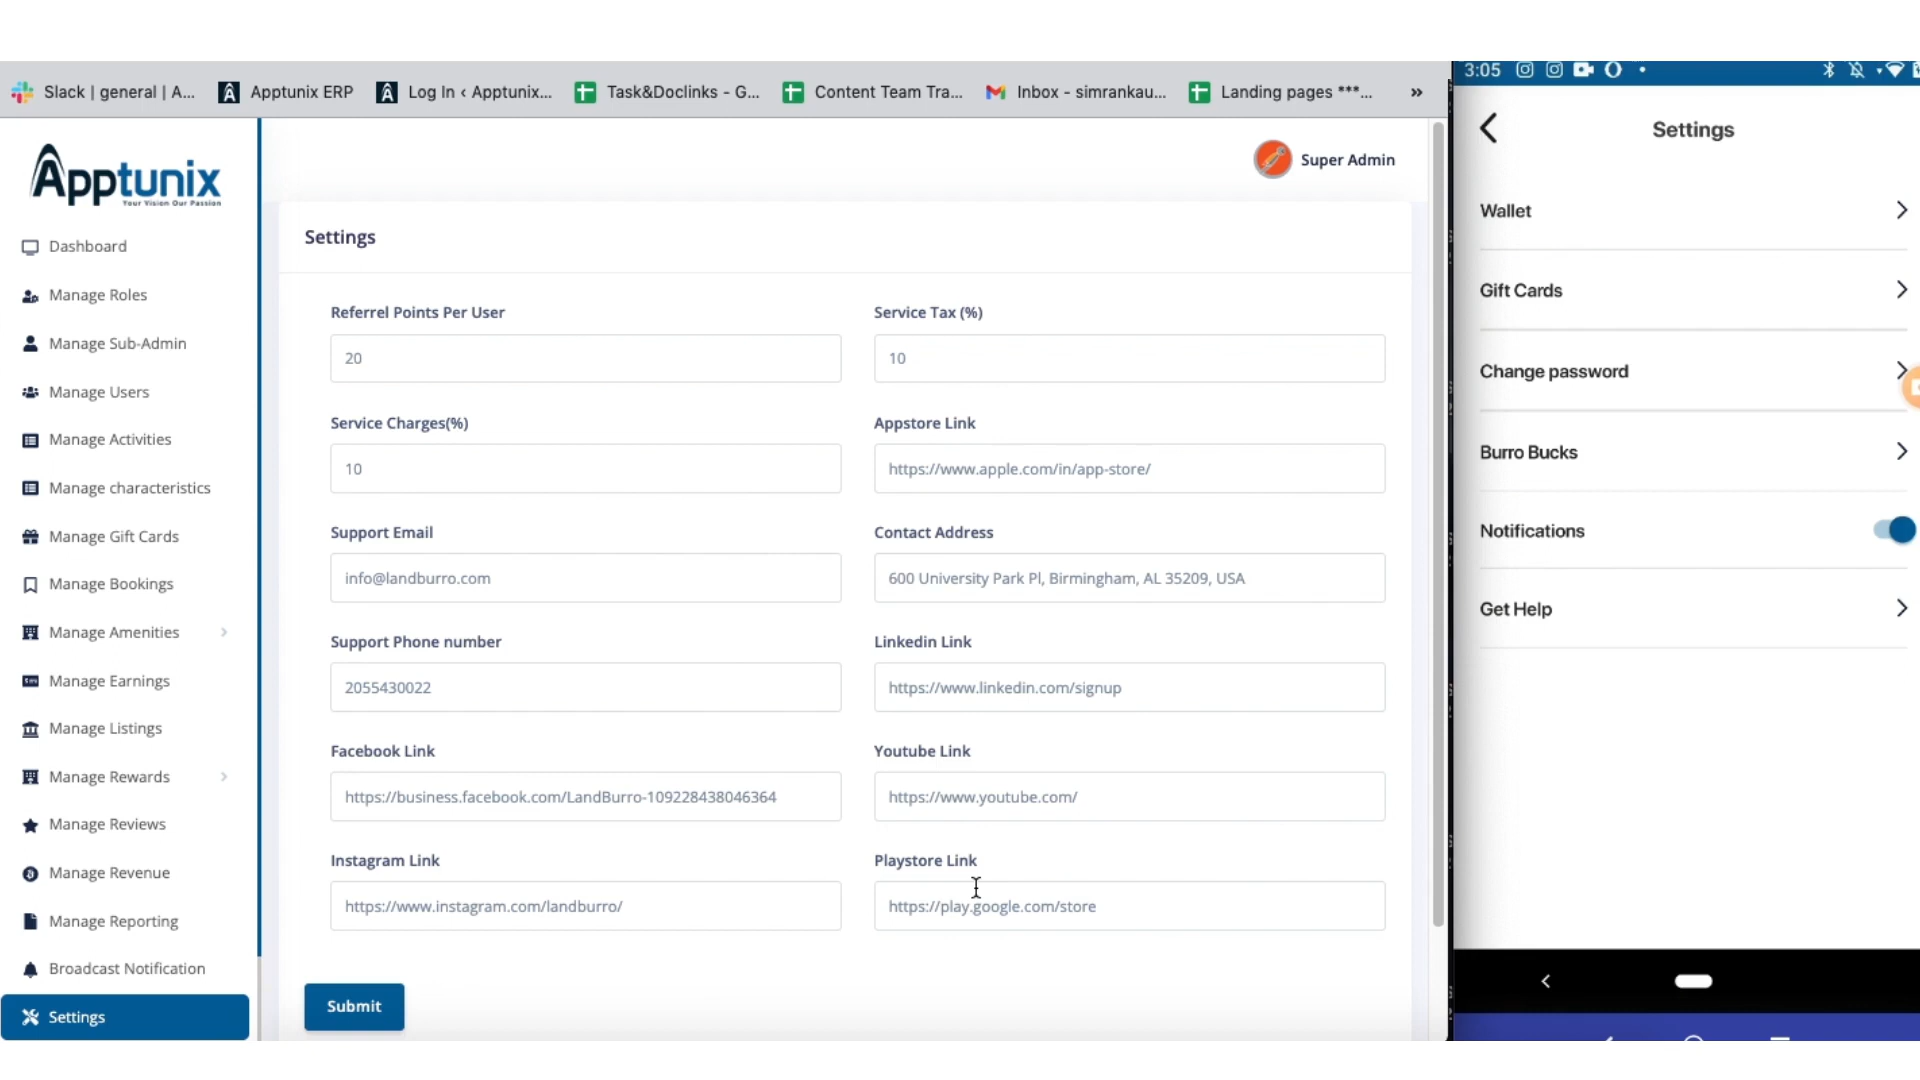 Slack | general | A...
Apptunix ERP
Log In ‹ Apptunix...
Task&Doclinks - G...
Content Team Tra...
Inbox - simrankau...
Landing pages ***...
»
Apptunix
Your Vision Our Passion
Dashboard
Manage Roles
Manage Sub-Admin
Manage Users
Manage Activities
Manage characteristics
Manage Gift Cards
Manage Bookings
Manage Amenities
Manage Earnings
Manage Listings
Manage Rewards
Manage Reviews
Manage Revenue
Manage Reporting
Broadcast Notification
Settings
Super Admin
Settings
Referrel Points Per User
20
Service Tax (%)
10
Service Charges(%)
10
Appstore Link
https://www.apple.com/in/app-store/
Support Email
info@landburro.com
Contact Address
600 University Park Pl, Birmingham, AL 35209, USA
Support Phone number
2055430022
Linkedin Link
https://www.linkedin.com/signup
Facebook Link
https://business.facebook.com/LandBurro-109228438046364
Youtube Link
https://www.youtube.com/
Instagram Link
https://www.instagram.com/landburro/
Playstore Link
https://play.google.com/store
Submit
3:05
Settings
Wallet
Gift Cards
Change password
Burro Bucks
Notifications
Get Help